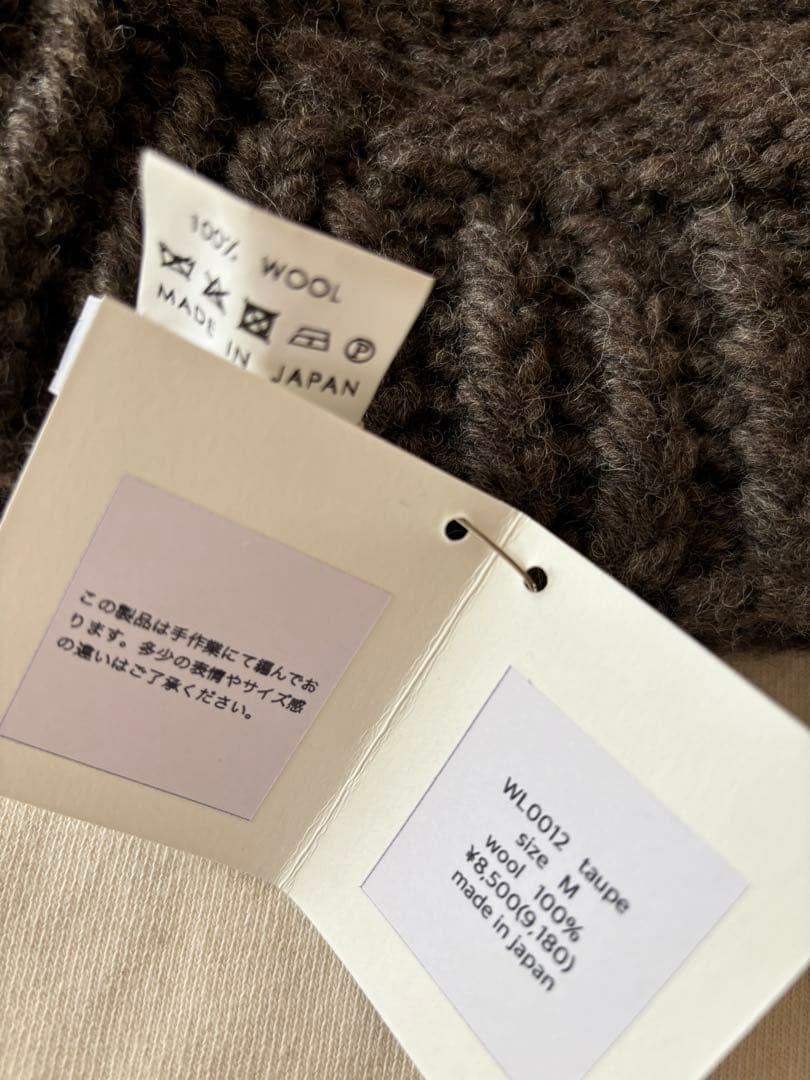 100% WOOL
MADE IN JAPAN
この製品は手作業にて編んでお
ります。多少の表情やサイズ感
の違いはご了承ください。
WL0012 taupe
size M
wool 100%
¥8,500(9,180)
made in japan